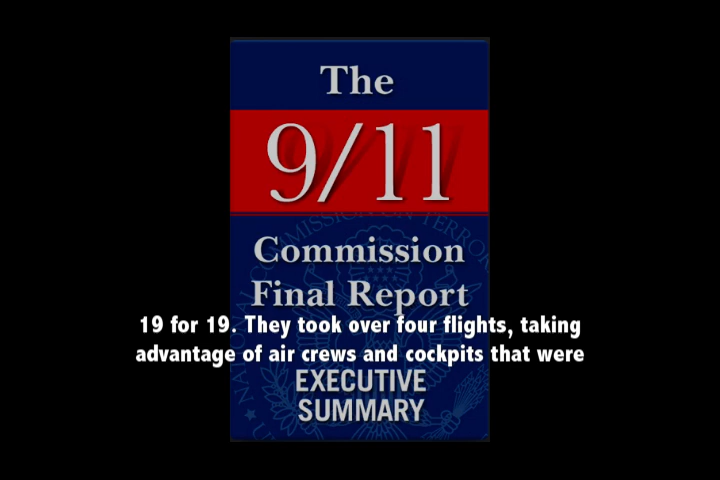 The
9/11
Commission
Final Report
19 for 19. They took over four flights, taking
advantage of air crews and cockpits that were
EXECUTIVE
SUMMARY